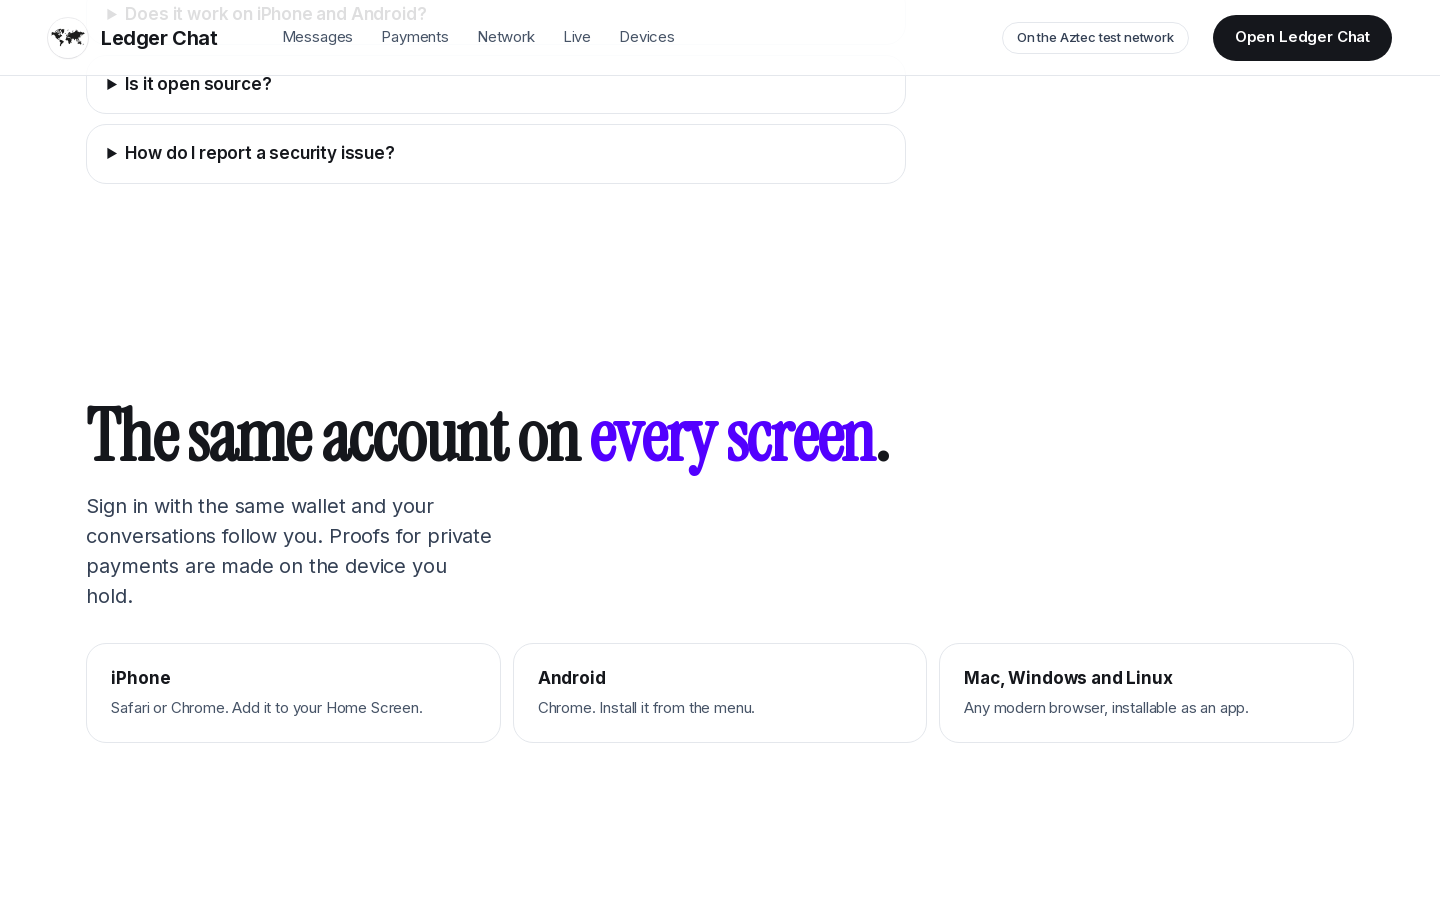 Does it work on iPhone and Android?
Ledger Chat
Messages
Payments
Network
Live
Devices
On the Aztec test network
Open Ledger Chat
Is it open source?
How do I report a security issue?
The same account on every screen.
Sign in with the same wallet and your
conversations follow you. Proofs for private
payments are made on the device you
hold.
iPhone
Safari or Chrome. Add it to your Home Screen.
Android
Chrome. Install it from the menu.
Mac, Windows and Linux
Any modern browser, installable as an app.